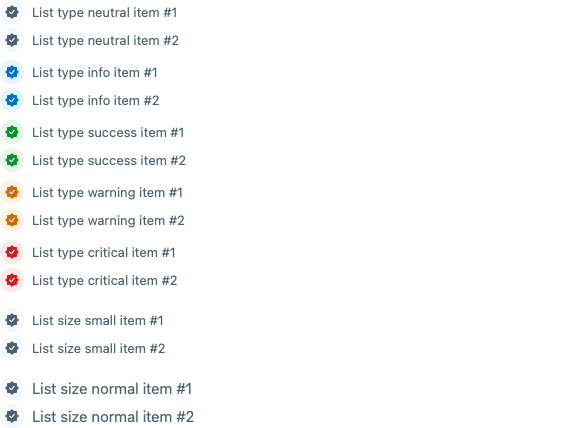 List type neutral item #1
List type neutral item #2
List type info item #1
List type info item #2
List type success item #1
List type success item #2
List type warning item #1
List type warning item #2
List type critical item #1
List type critical item #2
List size small item #1
List size small item #2
List size normal item #1
List size normal item #2